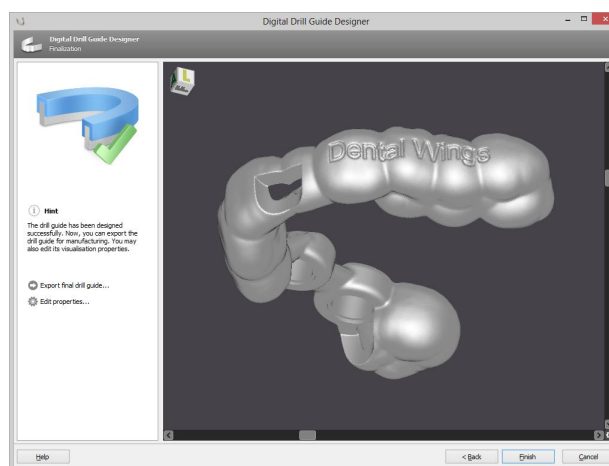 Digital Drill Guide Designer
Digital Drill Guide Designer
Finalization
L
Dental Wings
Hint
The drill guide has been designed
successfully. Now, you can export the
drill guide for manufacturing. You may
also edit its visualisation properties.
Export final drill guide...
Edit properties...
Help
< Back
Finish
Cancel